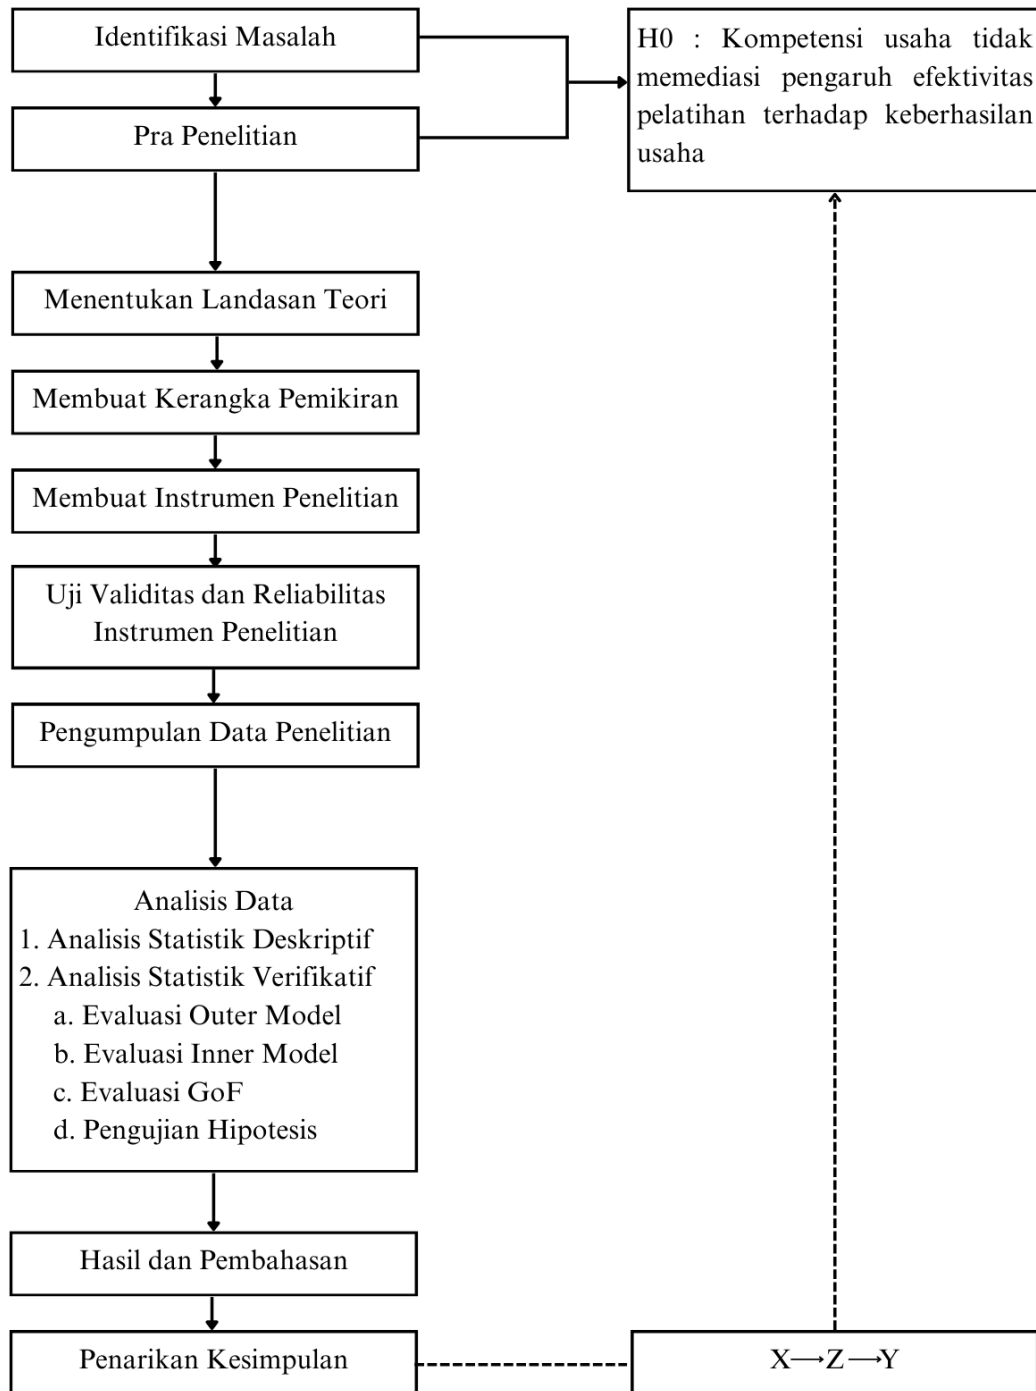 Identifikasi Masalah
Pra Penelitian
H0 : Kompetensi usaha tidak
memediasi pengaruh efektivitas
pelatihan terhadap keberhasilan
usaha
Menentukan Landasan Teori
Membuat Kerangka Pemikiran
Membuat Instrumen Penelitian
Uji Validitas dan Reliabilitas
Instrumen Penelitian
Pengumpulan Data Penelitian
Analisis Data
1. Analisis Statistik Deskriptif
2. Analisis Statistik Verifikatif
a. Evaluasi Outer Model
b. Evaluasi Inner Model
c. Evaluasi GoF
d. Pengujian Hipotesis
Hasil dan Pembahasan
Penarikan Kesimpulan
X→Z→Y